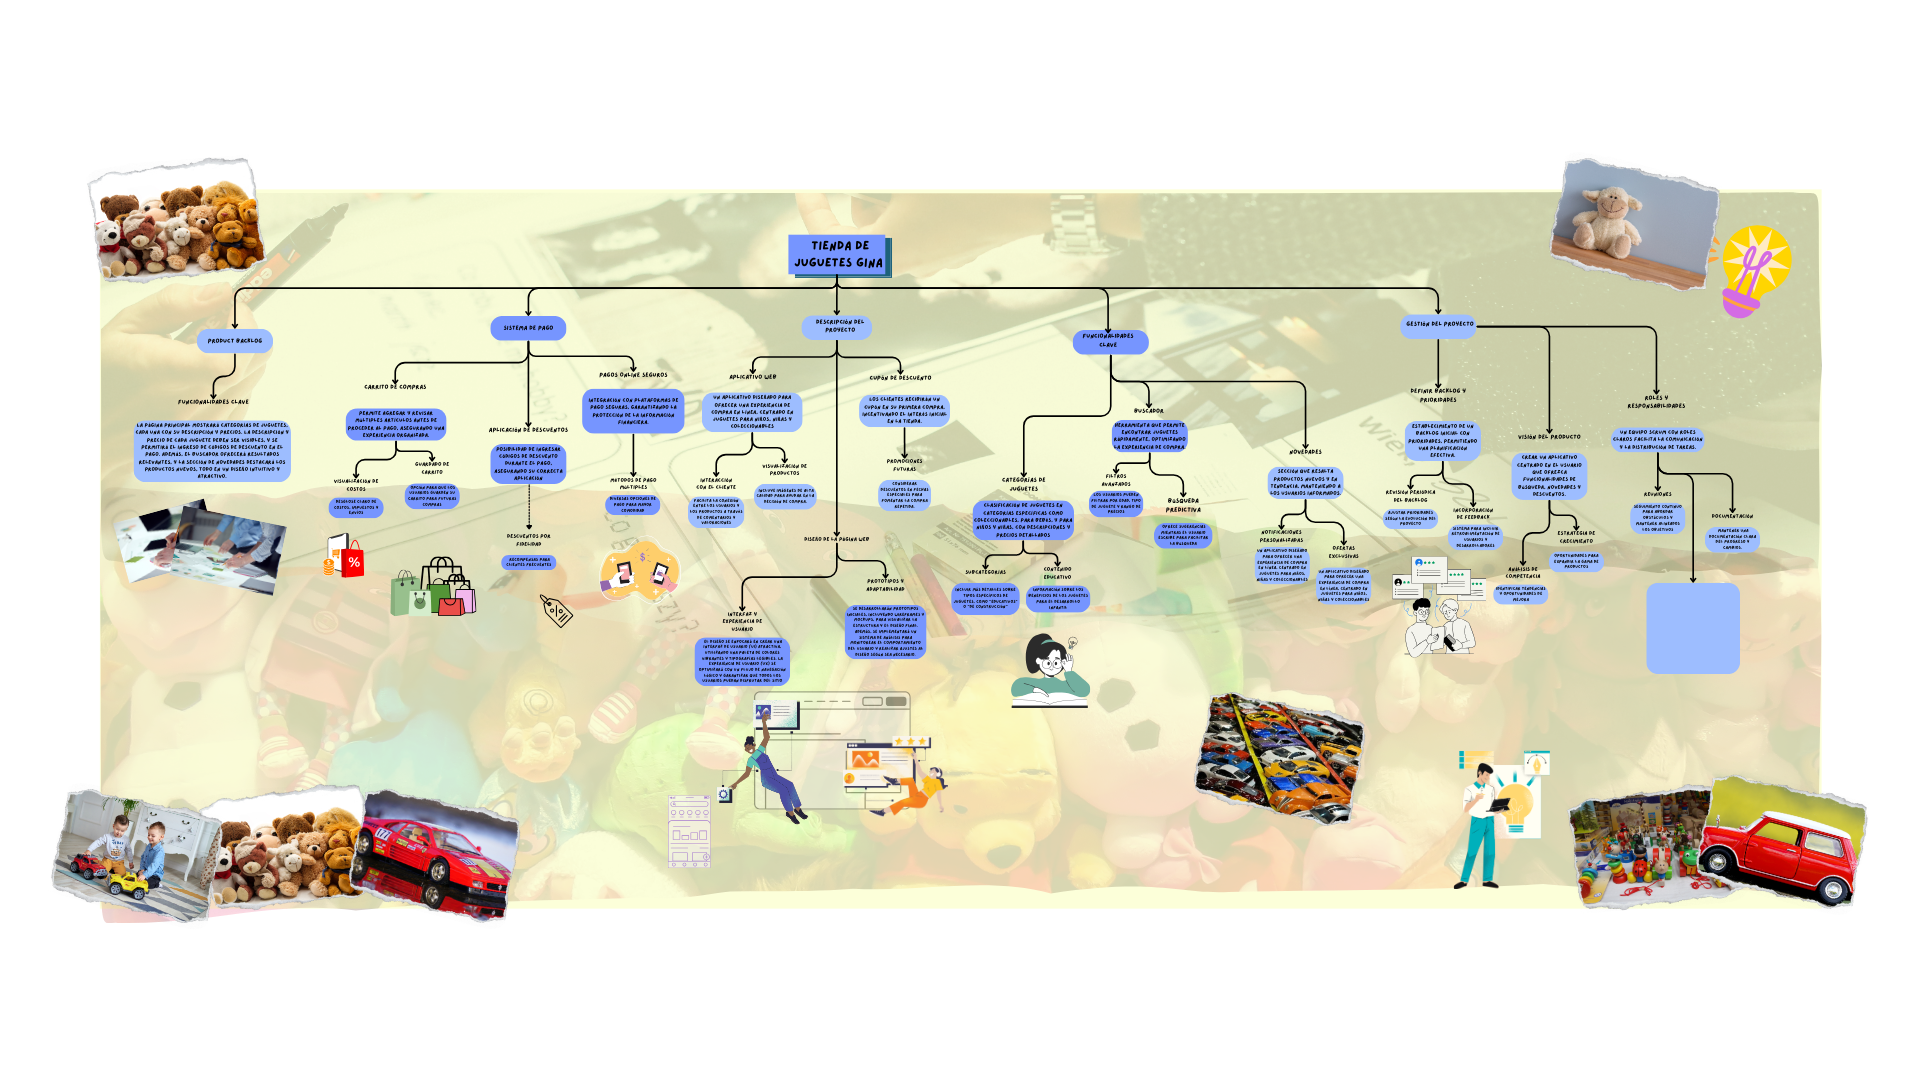 TIENDA DE
JUGUETES GINA
PRODUCT BACKLOG
FUNCIONALIDADES CLAVE
LA PÁGINA PRINCIPAL MOSTRARÁ CATEGORÍAS DE JUGUETES,
CADA UNA CON SU DESCRIPCIÓN Y PRECIOS. LA DESCRIPCIÓN Y
PRECIO DE CADA JUGUETE DEBEN SER VISIBLES, Y SE
PERMITIRÁ EL INGRESO DE CÓDIGOS DE DESCUENTO EN EL
PAGO. ADEMÁS, EL BUSCADOR OFRECERÁ RESULTADOS
RELEVANTES, Y LA SECCIÓN DE NOVEDADES DESTACARÁ LOS
PRODUCTOS NUEVOS, TODO EN UN DISEÑO INTUITIVO Y
ATRACTIVO.
SISTEMA DE PAGO
CARRITO DE COMPRAS
PERMITE AGREGAR Y REVISAR
MÚLTIPLES ARTÍCULOS ANTES DE
PROCEDER AL PAGO, ASEGURANDO UNA
EXPERIENCIA ORGANIZADA.
VISUALIZACIÓN DE
COSTOS
DESGLOSE CLARO DE
COSTOS, IMPUESTOS Y
ENVÍOS
GUARDADO DE
CARRITO
OPCIÓN PARA QUE LOS
USUARIOS GUARDEN SU
CARRITO PARA FUTURAS
COMPRAS
APLICACIÓN DE DESCUENTOS
POSIBILIDAD DE INGRESAR
CÓDIGOS DE DESCUENTO
DURANTE EL PAGO,
ASEGURANDO SU CORRECTA
APLICACIÓN
DESCUENTOS POR
FIDELIDAD
RECOMPENSAS PARA
CLIENTES FRECUENTES
PAGOS ONLINE SEGUROS
INTEGRACIÓN CON PLATAFORMAS DE
PAGO SEGURAS, GARANTIZANDO LA
PROTECCIÓN DE LA INFORMACIÓN
FINANCIERA.
MÉTODOS DE PAGO
MÚLTIPLES
DIVERSAS OPCIONES DE
PAGO PARA MAYOR
COMODIDAD
DESCRIPCIÓN DEL
PROYECTO
APLICATIVO WEB
UN APLICATIVO DISEÑADO PARA
OFRECER UNA EXPERIENCIA DE
COMPRA EN LÍNEA, CENTRADO EN
JUGUETES PARA NIÑOS, NIÑAS Y
COLECCIONABLES
INTERACCIÓN
CON EL CLIENTE
FACILITA LA CONEXIÓN
ENTRE LOS USUARIOS Y
LOS PRODUCTOS A TRAVÉS
DE COMENTARIOS Y
VALORACIONES
VISUALIZACIÓN DE
PRODUCTOS
INCLUYE IMÁGENES DE ALTA
CALIDAD PARA AYUDAR EN LA
DECISIÓN DE COMPRA.
CUPÓN DE DESCUENTO
LOS CLIENTES RECIBIRÁN UN
CUPÓN EN SU PRIMERA COMPRA,
INCENTIVANDO EL INTERÉS INICIAL
EN LA TIENDA.
PROMOCIONES
FUTURAS
CONSIDERAR
DESCUENTOS EN FECHAS
ESPECIALES PARA
FOMENTAR LA COMPRA
REPETIDA.
DISEÑO DE LA PÁGINA WEB
INTERFAZ Y
EXPERIENCIA DE
USUARIO
EL DISEÑO SE ENFOCARÁ EN CREAR UNA
INTERFAZ DE USUARIO (UI) ATRACTIVA,
UTILIZANDO UNA PALETA DE COLORES
VIBRANTES Y TIPOGRAFÍAS LEGIBLES. LA
EXPERIENCIA DE USUARIO (UX) SE
OPTIMIZARÁ CON UN FLUJO DE NAVEGACIÓN
LÓGICO Y GARANTIZAR QUE TODOS LOS
USUARIOS PUEDAN DISFRUTAR DEL SITIO
PROTOTIPOS Y
ADAPTABILIDAD
SE DESARROLLARÁN PROTOTIPOS
INICIALES, INCLUYENDO WIREFRAMES Y
MOCKUPS, PARA VISUALIZAR LA
ESTRUCTURA Y EL DISEÑO FINAL.
ADEMÁS, SE IMPLEMENTARÁ UN
SISTEMA DE ANÁLISIS PARA
MONITOREAR EL COMPORTAMIENTO
DEL USUARIO Y REALIZAR AJUSTES AL
DISEÑO SEGÚN SEA NECESARIO.
FUNCIONALIDADES
CLAVE
CATEGORÍAS DE
JUGUETES
CLASIFICACIÓN DE JUGUETES EN
CATEGORÍAS ESPECÍFICAS COMO
COLECCIONABLES, PARA BEBÉS, Y PARA
NIÑOS Y NIÑAS, CON DESCRIPCIONES Y
PRECIOS DETALLADOS
SUBCATEGORÍAS
INCLUIR MÁS DETALLES SOBRE
TIPOS ESPECÍFICOS DE
JUGUETES, COMO "EDUCATIVOS"
O "DE CONSTRUCCIÓN"
CONTENIDO
EDUCATIVO
INFORMACIÓN SOBRE LOS
BENEFICIOS DE LOS JUGUETES
PARA EL DESARROLLO
INFANTIL
BUSCADOR
HERRAMIENTA QUE PERMITE
ENCONTRAR JUGUETES
RÁPIDAMENTE, OPTIMIZANDO
LA EXPERIENCIA DE COMPRA
FILTROS
AVANZADOS
LOS USUARIOS PUEDEN
FILTRAR POR EDAD, TIPO
DE JUGUETE Y RANGO DE
PRECIOS
BÚSQUEDA
PREDICTIVA
OFRECE SUGERENCIAS
MIENTRAS EL USUARIO
ESCRIBE PARA FACILITAR
LA BÚSQUEDA
NOVEDADES
SECCIÓN QUE RESALTA
PRODUCTOS NUEVOS Y EN
TENDENCIA, MANTENIENDO A
LOS USUARIOS INFORMADOS.
NOTIFICACIONES
PERSONALIZADAS
UN APLICATIVO DISEÑADO
PARA OFRECER UNA
EXPERIENCIA DE COMPRA
EN LÍNEA, CENTRADO EN
JUGUETES PARA NIÑOS,
NIÑAS Y COLECCIONABLES
OFERTAS
EXCLUSIVAS
UN APLICATIVO DISEÑADO
PARA OFRECER UNA
EXPERIENCIA DE COMPRA
EN LÍNEA, CENTRADO EN
JUGUETES PARA NIÑOS,
NIÑAS Y COLECCIONABLES
GESTIÓN DEL PROYECTO
DEFINIR BACKLOG Y
PRIORIDADES
ESTABLECIMIENTO DE UN
BACKLOG INICIAL CON
PRIORIDADES, PERMITIENDO
UNA PLANIFICACIÓN
EFECTIVA.
REVISIÓN PERIÓDICA
DEL BACKLOG
AJUSTAR PRIORIDADES
SEGÚN LA EVOLUCIÓN DEL
PROYECTO
INCORPORACIÓN
DE FEEDBACK
SISTEMA PARA INCLUIR
RETROALIMENTACIÓN DE
USUARIOS Y
DESARROLLADORES
VISIÓN DEL PRODUCTO
CREAR UN APLICATIVO
CENTRADO EN EL USUARIO
QUE OFREZCA
FUNCIONALIDADES DE
BÚSQUEDA, NOVEDADES Y
DESCUENTOS.
ANÁLISIS DE
COMPETENCIA
IDENTIFICAR TENDENCIAS
Y OPORTUNIDADES DE
MEJORA
ESTRATEGIA DE
CRECIMIENTO
OPORTUNIDADES PARA
EXPANDIR LA GAMA DE
PRODUCTOS
ROLES Y
RESPONSABILIDADES
UN EQUIPO SCRUM CON ROLES
CLAROS FACILITA LA COMUNICACIÓN
Y LA DISTRIBUCIÓN DE TAREAS.
REUNIONES
SEGUIMIENTO CONTINUO
PARA ABORDAR
OBSTÁCULOS Y
MANTENER ALINEADOS
LOS OBJETIVOS
DOCUMENTACIÓN
MANTENER UNA
DOCUMENTACIÓN CLARA
DEL PROGRESO Y
CAMBIOS.